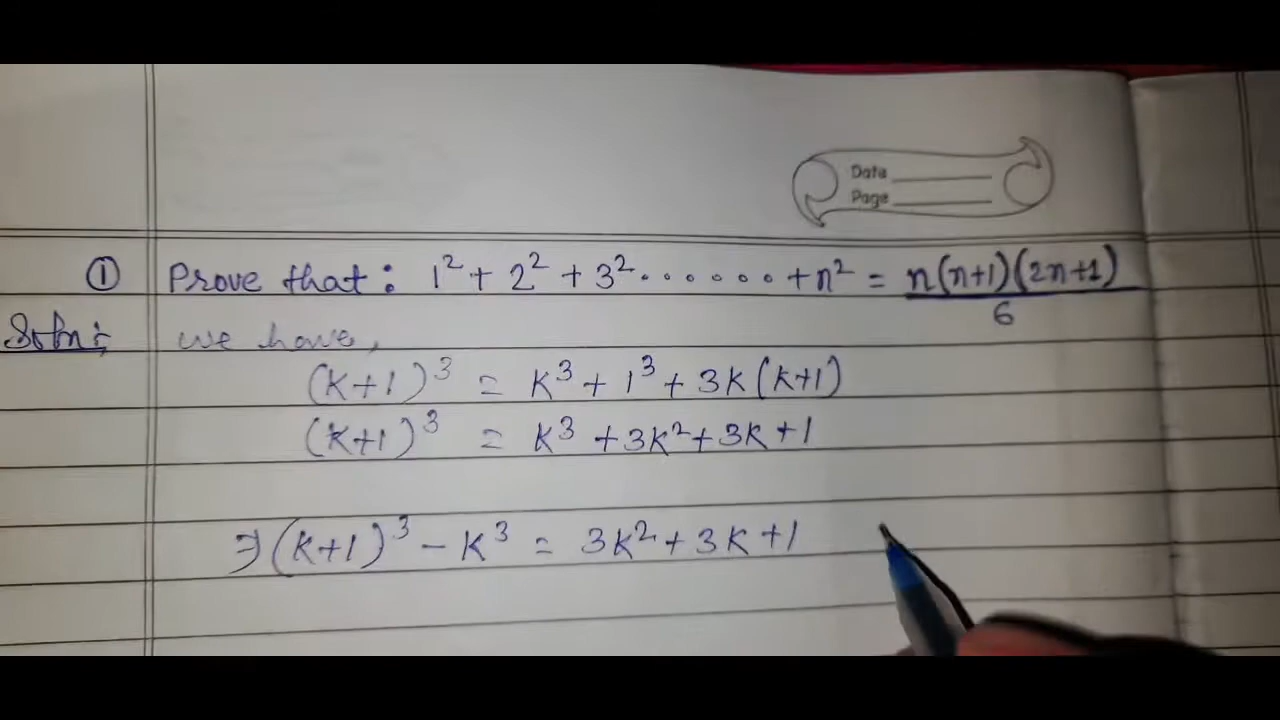 Data
Page
① Prove that: 1² + 2² + 3² ....... + n² = n(n+1)(2n+1)/6
Soln:- we have,
(k+1)³ = k³ + 1³ + 3k(k+1)
(k+1)³ = k³ + 3k² + 3k + 1
⇒ (k+1)³ - k³ = 3k² + 3k + 1